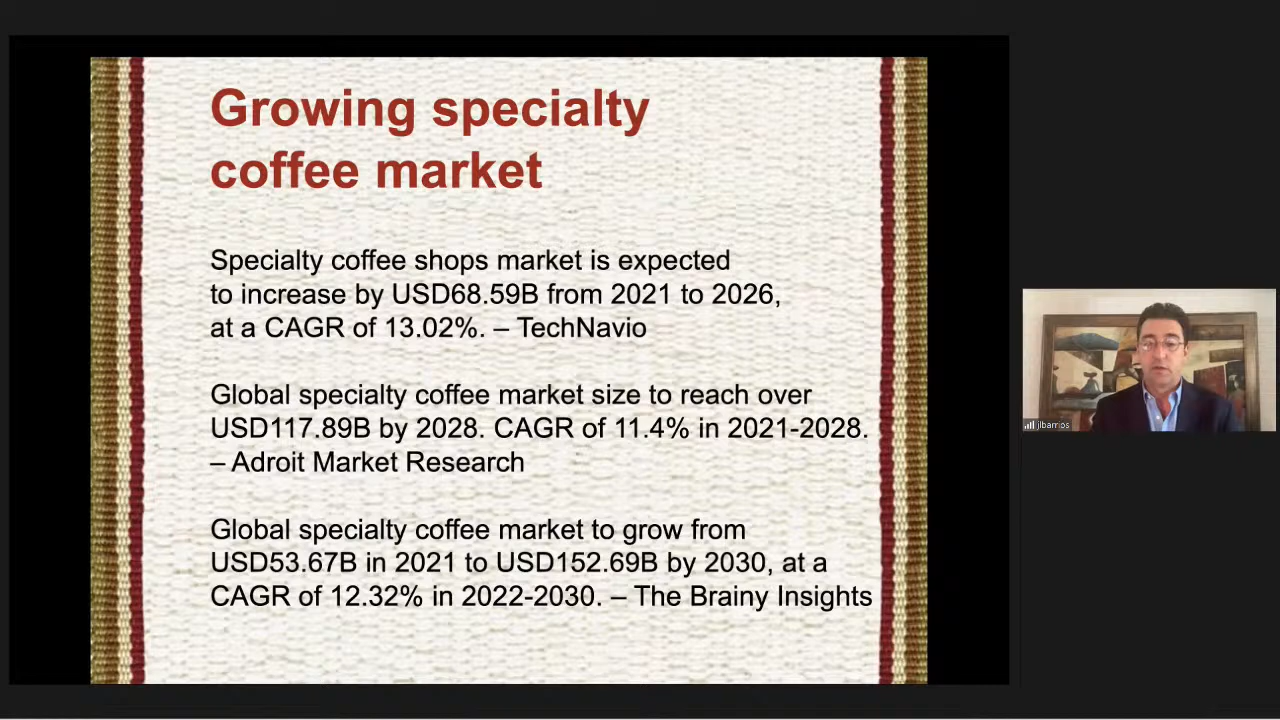 Growing specialty
coffee market
Specialty coffee shops market is expected
to increase by USD68.59B from 2021 to 2026,
at a CAGR of 13.02%. – TechNavio
Global specialty coffee market size to reach over
USD117.89B by 2028. CAGR of 11.4% in 2021-2028.
– Adroit Market Research
Global specialty coffee market to grow from
USD53.67B in 2021 to USD152.69B by 2030, at a
CAGR of 12.32% in 2022-2030. – The Brainy Insights
jlbarrios